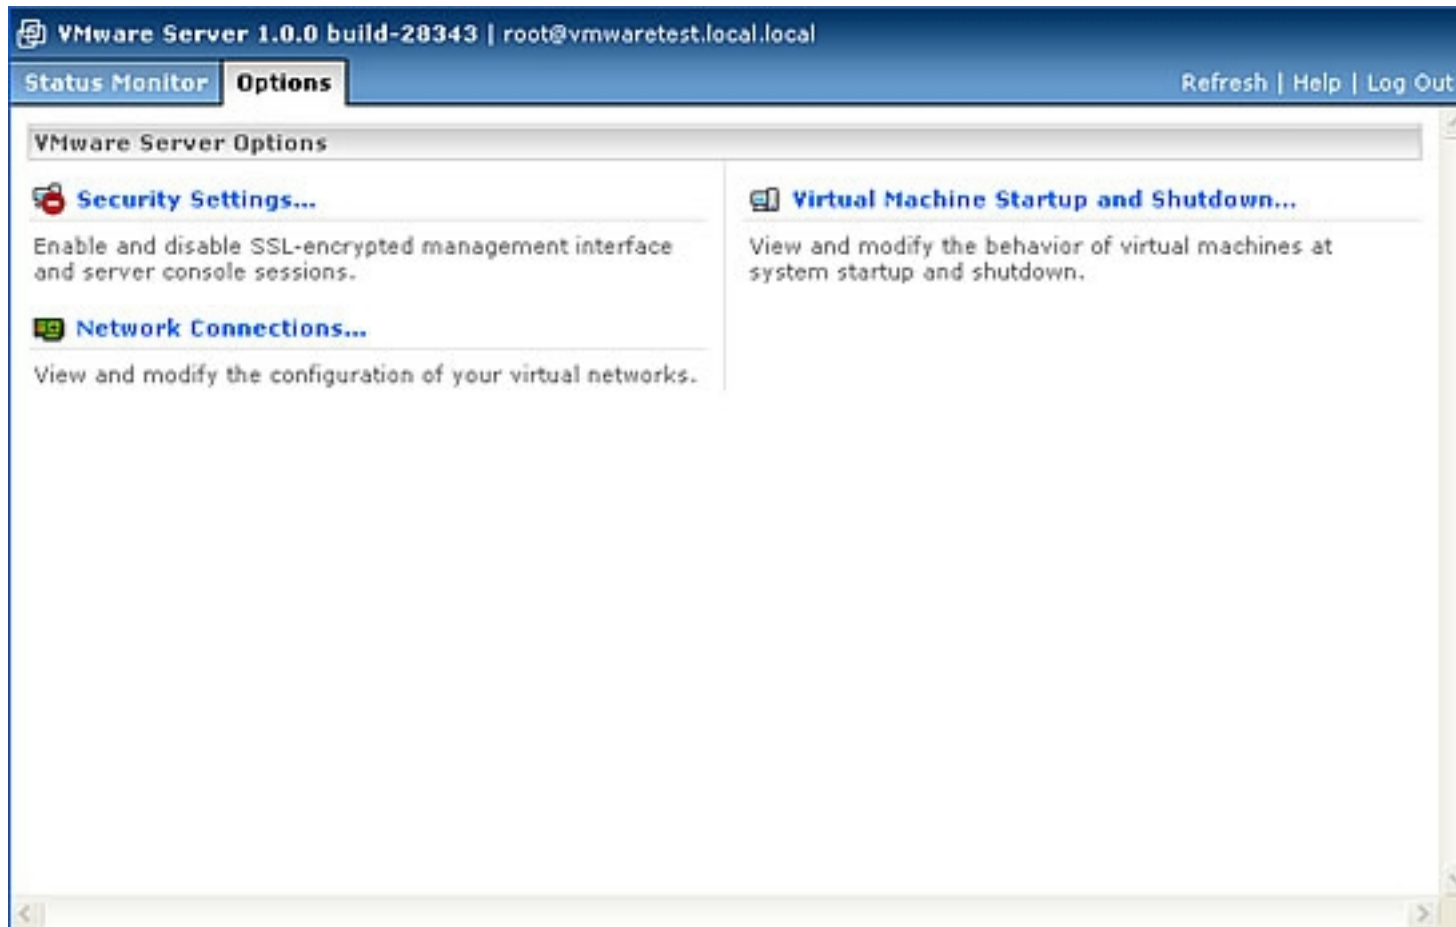 VMware Server 1.0.0 build-28343 | root@vmwaretest.local.local
Status Monitor Options Refresh | Help | Log Out
VMware Server Options
Security Settings...
Enable and disable SSL-encrypted management interface
and server console sessions.
Network Connections...
View and modify the configuration of your virtual networks.
Virtual Machine Startup and Shutdown...
View and modify the behavior of virtual machines at
system startup and shutdown.